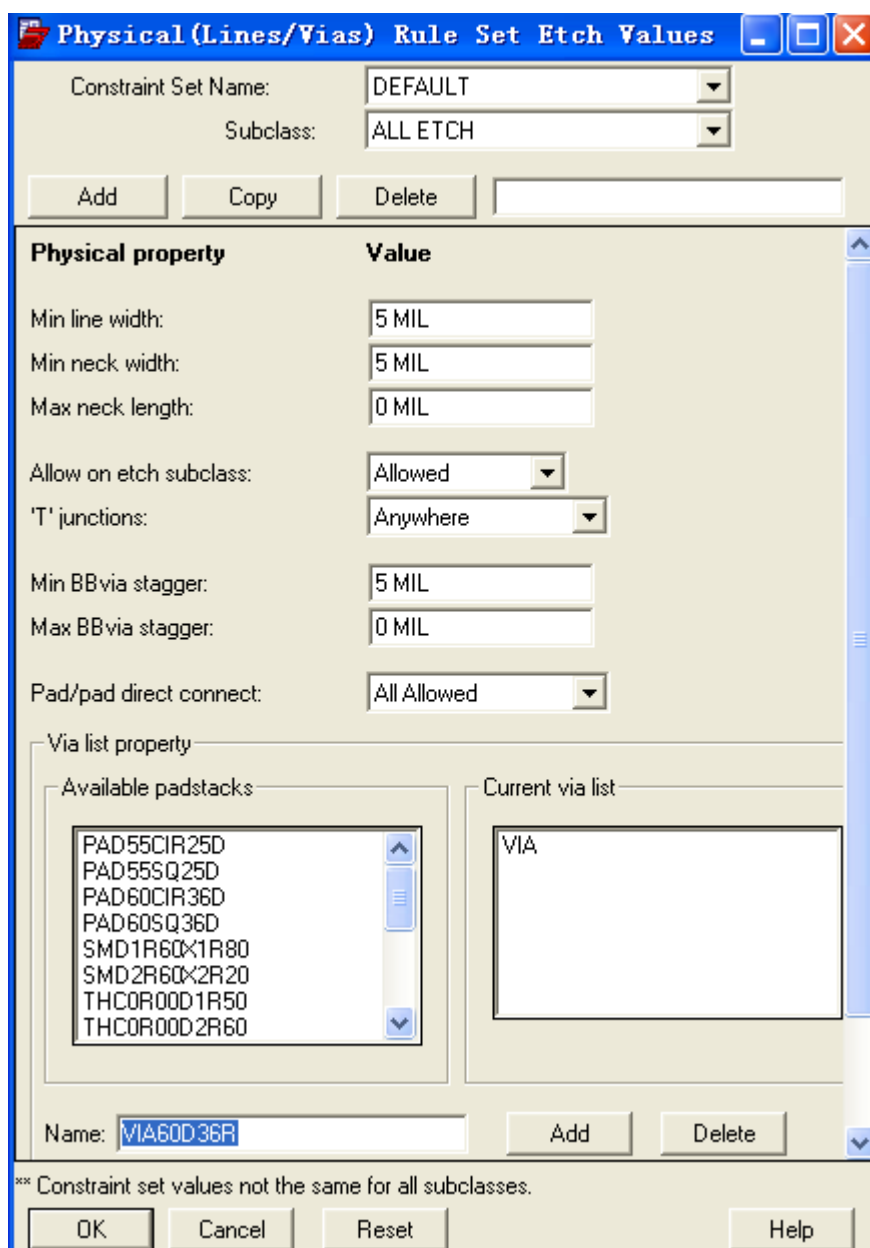 Physical(Lines/Vias) Rule Set Etch Values
Constraint Set Name: DEFAULT
Subclass: ALL ETCH
Add Copy Delete
Physical property Value
Min line width: 5 MIL
Min neck width: 5 MIL
Max neck length: 0 MIL
Allow on etch subclass: Allowed
'T' junctions: Anywhere
Min BBvia stagger: 5 MIL
Max BBvia stagger: 0 MIL
Pad/pad direct connect: All Allowed
Via list property
Available padstacks
PAD55CIR25D
PAD55SQ25D
PAD60CIR36D
PAD60SQ36D
SMD1R60X1R80
SMD2R60X2R20
THC0R00D1R50
THC0R00D2R60
Current via list
VIA
Name: VIA60D36R Add Delete
** Constraint set values not the same for all subclasses.
OK Cancel Reset Help